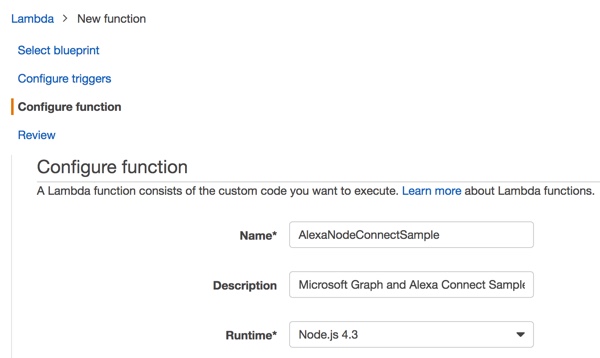 Lambda > New function
Select blueprint
Configure triggers
Configure function
Review
Configure function
A Lambda function consists of the custom code you want to execute. Learn more about Lambda functions.
Name* AlexaNodeConnectSample
Description Microsoft Graph and Alexa Connect Sample
Runtime* Node.js 4.3